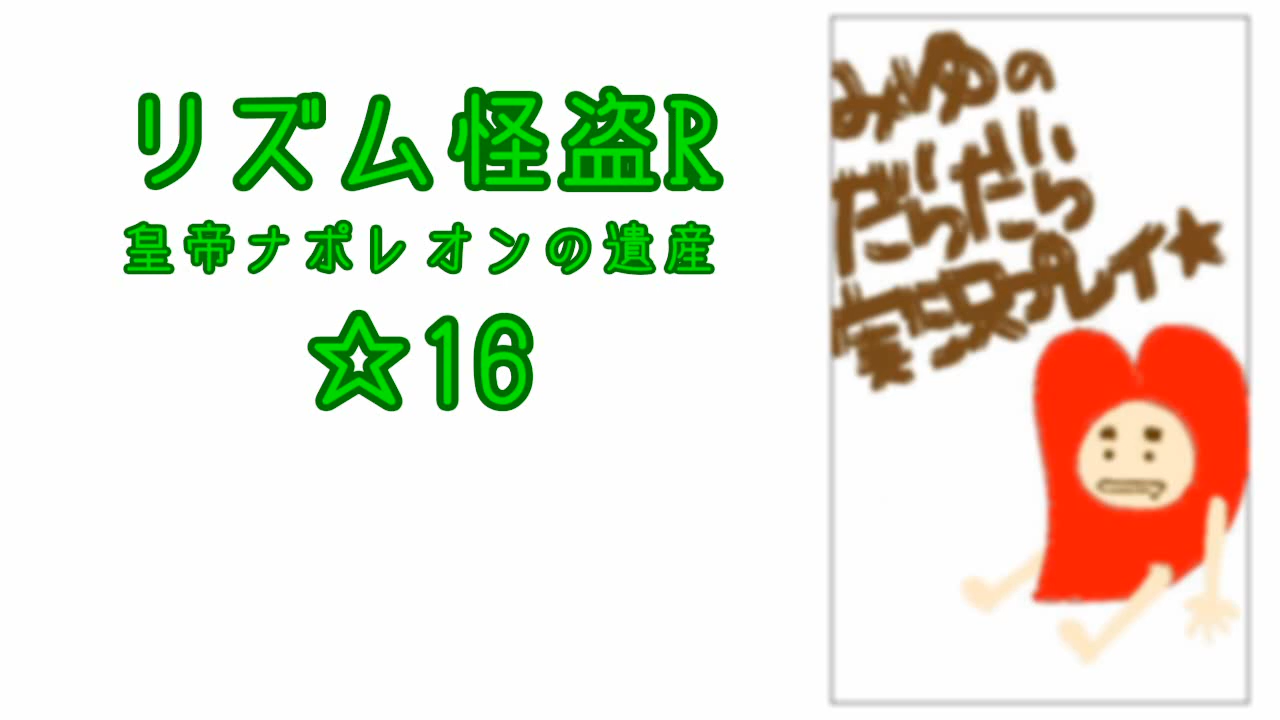 リズム怪盗R
皇帝ナポレオンの遺産
☆16
みゆの
だらだら
実況プレイ★